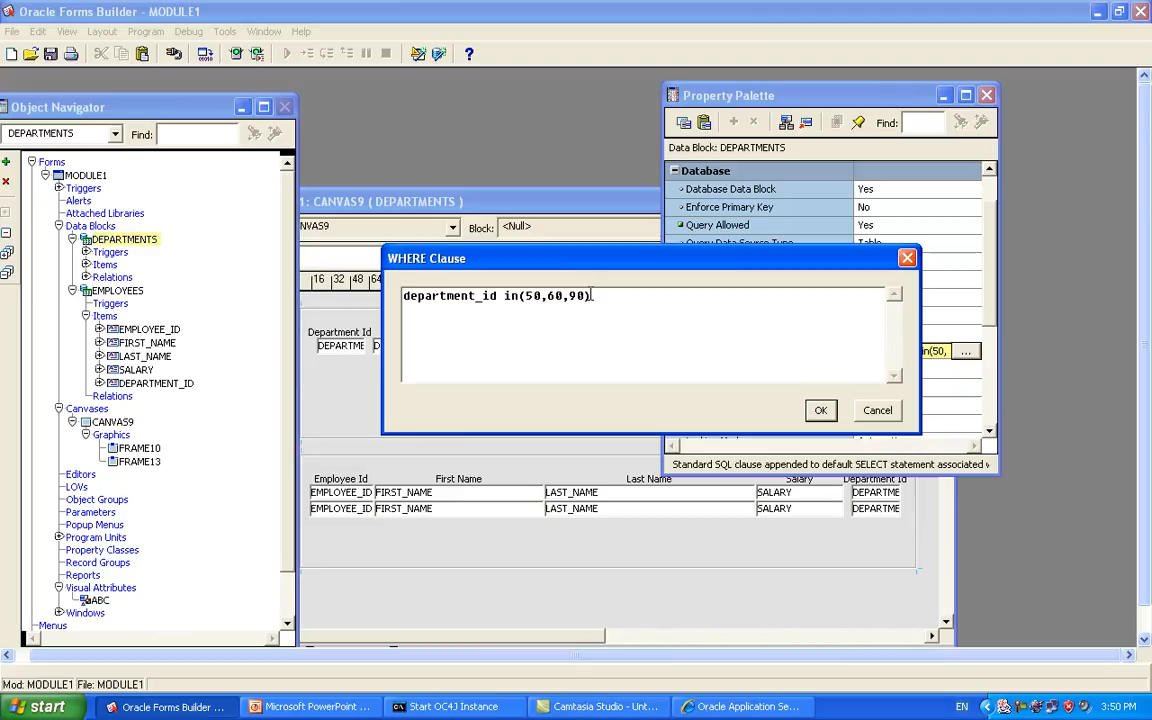 Oracle Forms Builder - MODULE1
File Edit View Layout Program Debug Tools Window Help
Object Navigator
DEPARTMENTS Find:
Forms
MODULE1
Triggers
Alerts
Attached Libraries
Data Blocks
DEPARTMENTS
Triggers
Items
Relations
EMPLOYEES
Triggers
Items
EMPLOYEE_ID
FIRST_NAME
LAST_NAME
SALARY
DEPARTMENT_ID
Relations
Canvases
CANVAS9
Graphics
FRAME10
FRAME13
Editors
LOVs
Object Groups
Parameters
Popup Menus
Program Units
Property Classes
Record Groups
Reports
Visual Attributes
ABC
Windows
Menus
1: CANVAS9 ( DEPARTMENTS )
NVAS9 Block: <Null>
16 32 48 64
Department Id
DEPARTME D
Employee Id First Name Last Name Salary Department Id
EMPLOYEE_ID FIRST_NAME LAST_NAME SALARY DEPARTME
EMPLOYEE_ID FIRST_NAME LAST_NAME SALARY DEPARTME
Property Palette
Find:
Data Block: DEPARTMENTS
Database
Database Data Block Yes
Enforce Primary Key No
Query Allowed Yes
Query Data Source Type Table
in(50, ...
Standard SQL clause appended to default SELECT statement associated
WHERE Clause
department_id in(50,60,90)
OK Cancel
Mod: MODULE1 File: MODULE1
start Oracle Forms Builder ... Microsoft PowerPoint ... Start OC4J Instance Camtasia Studio - Unt... Oracle Application Se... EN 3:50 PM